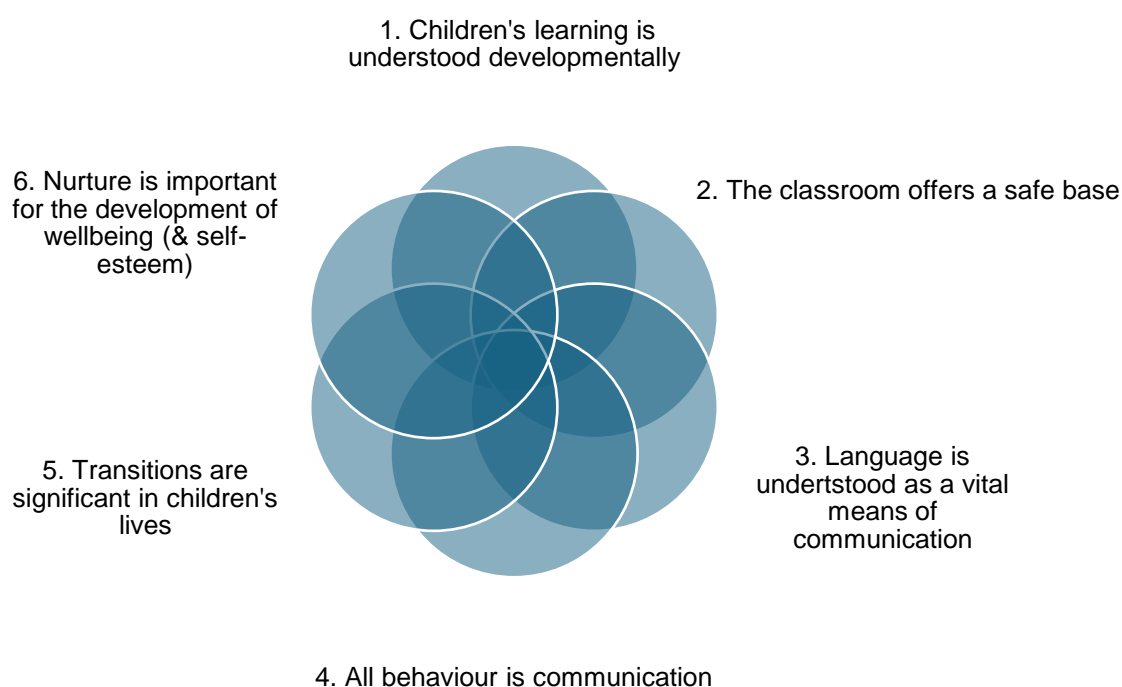 1. Children's learning is
understood developmentally
2. The classroom offers a safe base
3. Language is
undertstood as a vital
means of
communication
4. All behaviour is communication
5. Transitions are
significant in children's
lives
6. Nurture is important
for the development of
wellbeing (& self-
esteem)